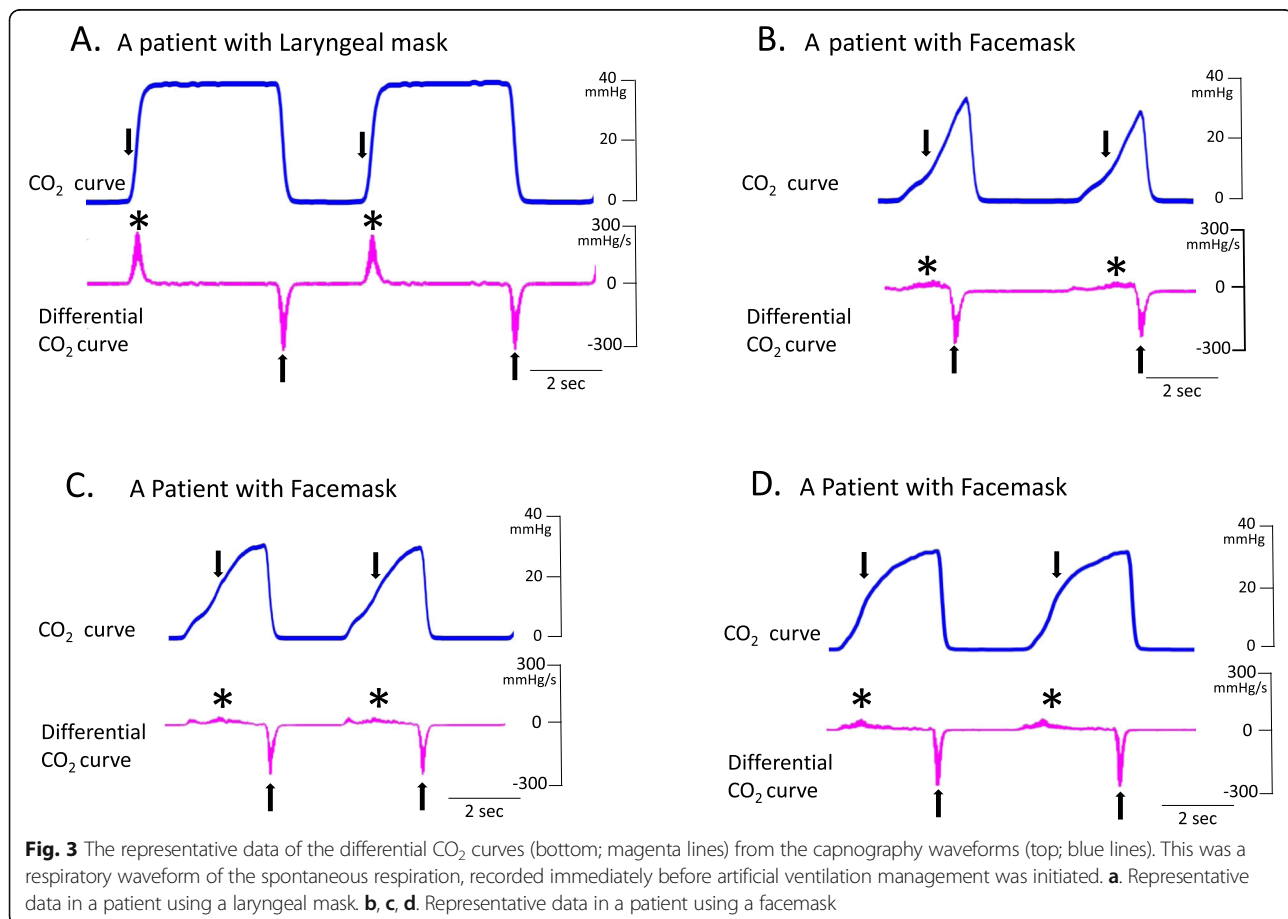 A. A patient with Laryngeal mask
40
mmHg
20
0
CO₂ curve
*
*
300
mmHg/s
0
-300
Differential
CO₂ curve
2 sec
B. A patient with Facemask
40
mmHg
20
0
CO₂ curve
*
*
300
mmHg/s
0
-300
Differential
CO₂ curve
2 sec
C. A Patient with Facemask
40
mmHg
20
0
CO₂ curve
*
*
300
mmHg/s
0
-300
Differential
CO₂ curve
2 sec
D. A Patient with Facemask
40
mmHg
20
0
CO₂ curve
*
*
300
mmHg/s
0
-300
Differential
CO₂ curve
2 sec
Fig. 3 The representative data of the differential CO₂ curves (bottom; magenta lines) from the capnography waveforms (top; blue lines). This was a
respiratory waveform of the spontaneous respiration, recorded immediately before artificial ventilation management was initiated. a. Representative
data in a patient using a laryngeal mask. b, c, d. Representative data in a patient using a facemask